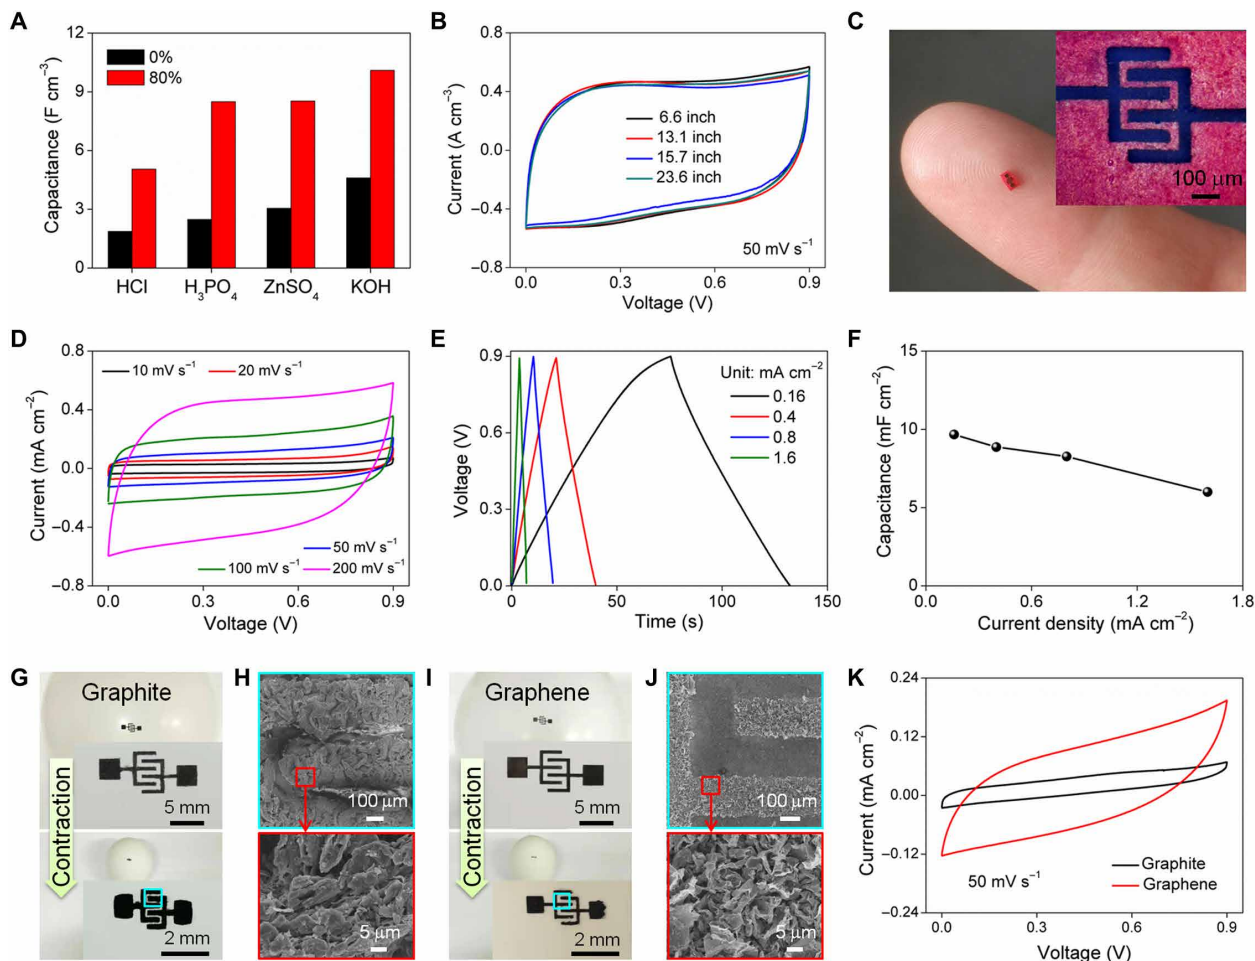 A
Capacitance (F cm⁻³)
12
9
6
3
0
0%
80%
HCl
H₃PO₄
ZnSO₄
KOH
B
Current (A cm⁻³)
0.8
0.4
0.0
−0.4
−0.8
6.6 inch
13.1 inch
15.7 inch
23.6 inch
50 mV s⁻¹
0.0
0.3
0.6
0.9
Voltage (V)
C
100 μm
D
Current (mA cm⁻²)
0.8
0.4
0.0
−0.4
−0.8
10 mV s⁻¹
20 mV s⁻¹
50 mV s⁻¹
100 mV s⁻¹
200 mV s⁻¹
0.0
0.3
0.6
0.9
Voltage (V)
E
Voltage (V)
0.9
0.6
0.3
0.0
Unit: mA cm⁻²
0.16
0.4
0.8
1.6
0
50
100
150
Time (s)
F
Capacitance (mF cm⁻²)
15
10
5
0
0.0
0.6
1.2
1.8
Current density (mA cm⁻²)
G
Graphite
5 mm
Contraction
2 mm
H
100 μm
5 μm
I
Graphene
5 mm
Contraction
2 mm
J
100 μm
5 μm
K
Current (mA cm⁻²)
0.24
0.12
0.00
−0.12
−0.24
50 mV s⁻¹
Graphite
Graphene
0.0
0.3
0.6
0.9
Voltage (V)